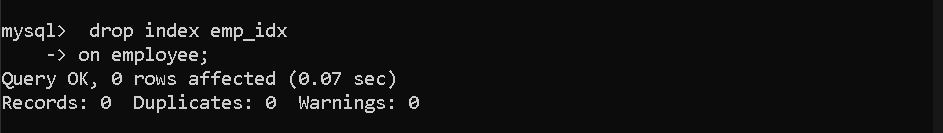 mysql>  drop index emp_idx
    -> on employee;
Query OK, 0 rows affected (0.07 sec)
Records: 0  Duplicates: 0  Warnings: 0